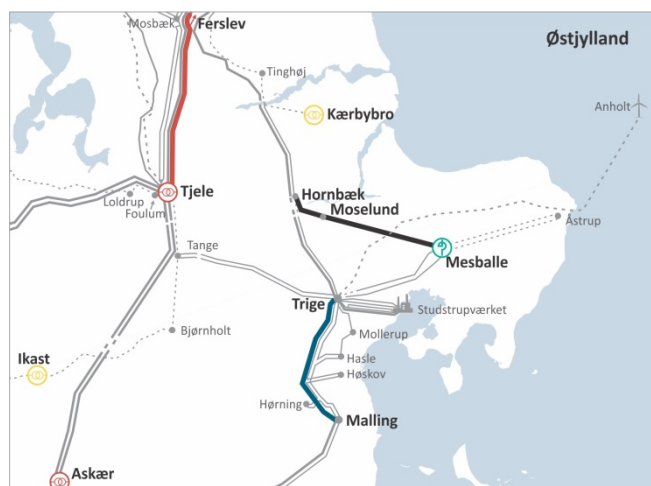 Mosbæk
Ferslev
Østjylland
Tinghøj
Kærbybro
Anholt
Tjele
Loldrup
Foulum
Hornbæk
Moselund
Åstrup
Tange
Mesballe
Trige
Studstrupværket
Bjørnholt
Mollerup
Ikast
Hasle
Høskov
Hørning
Malling
Askær